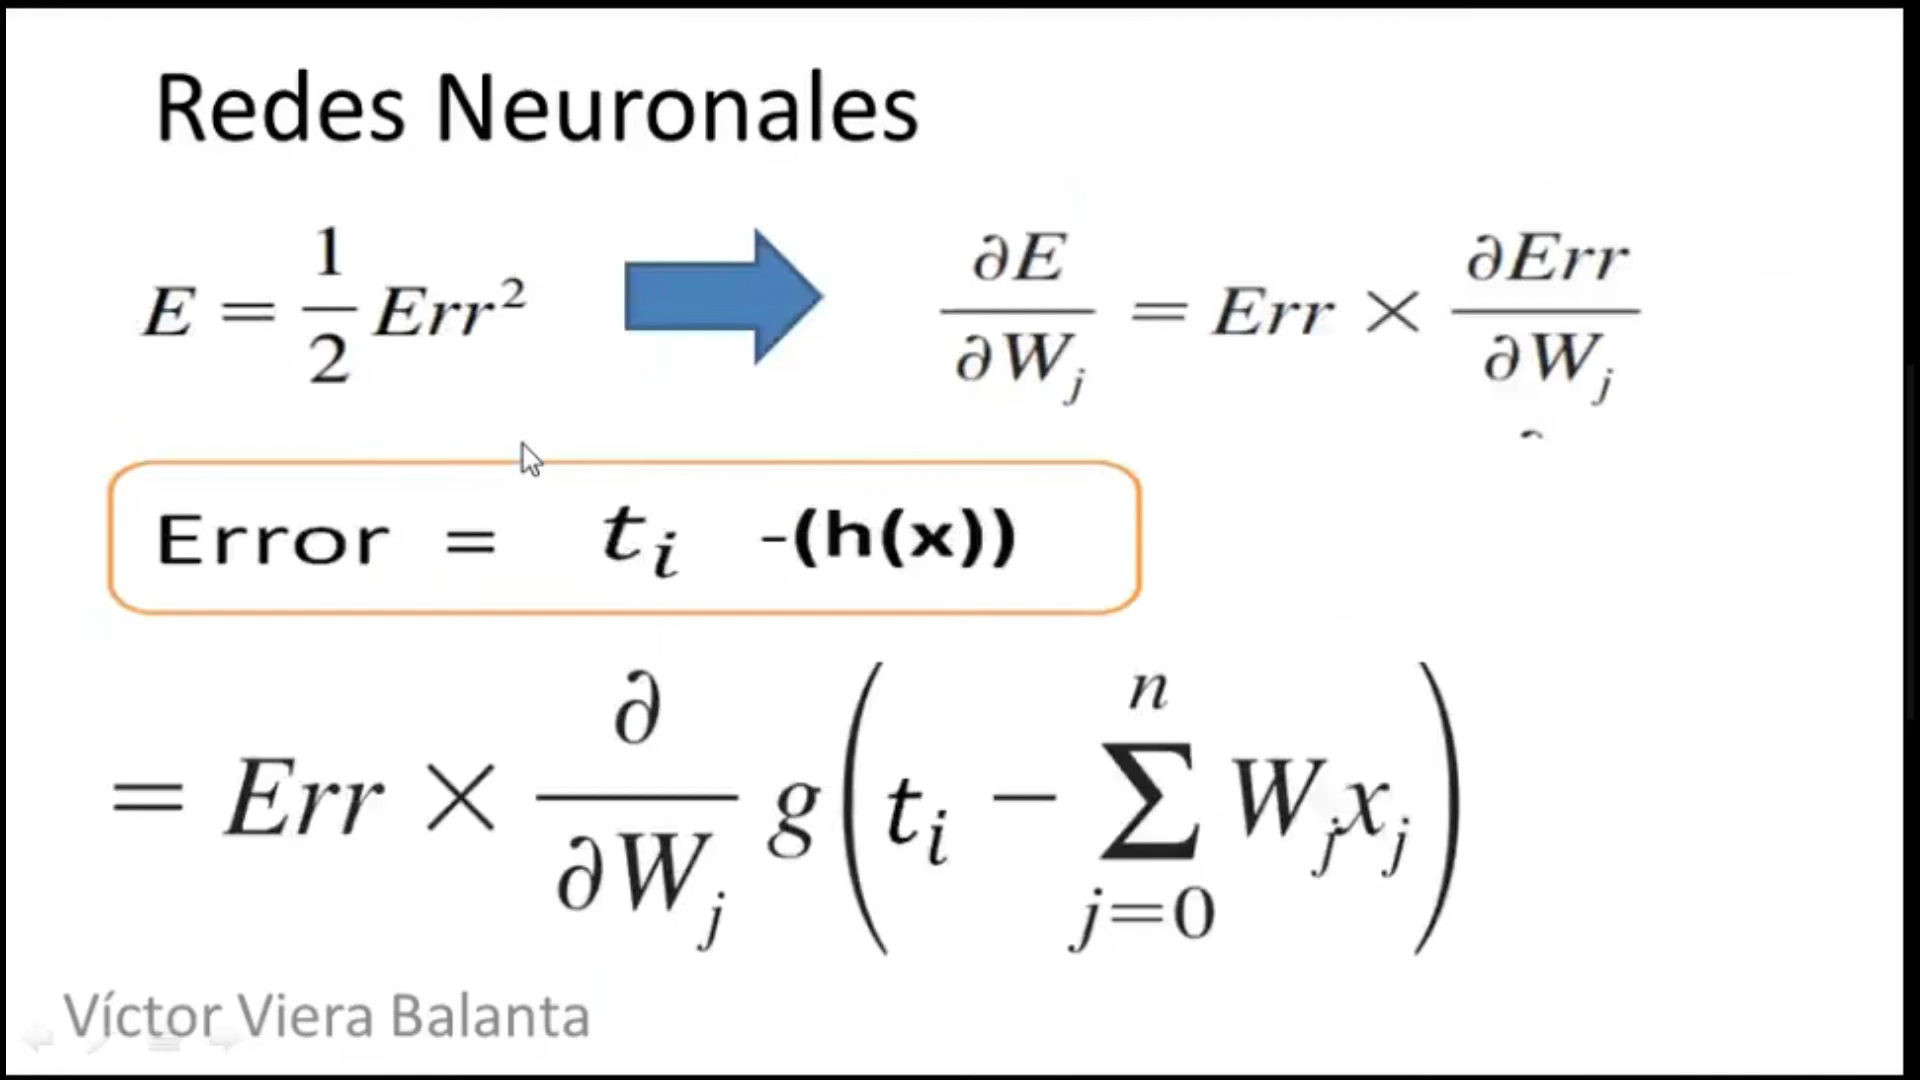 Redes Neuronales
E = 1/2 Err²
∂E/∂W_j = Err × ∂Err/∂W_j
Error = t_i -(h(x))
= Err × ∂/∂W_j g(t_i − ∑_{j=0}^{n} W_j x_j)
Víctor Viera Balanta